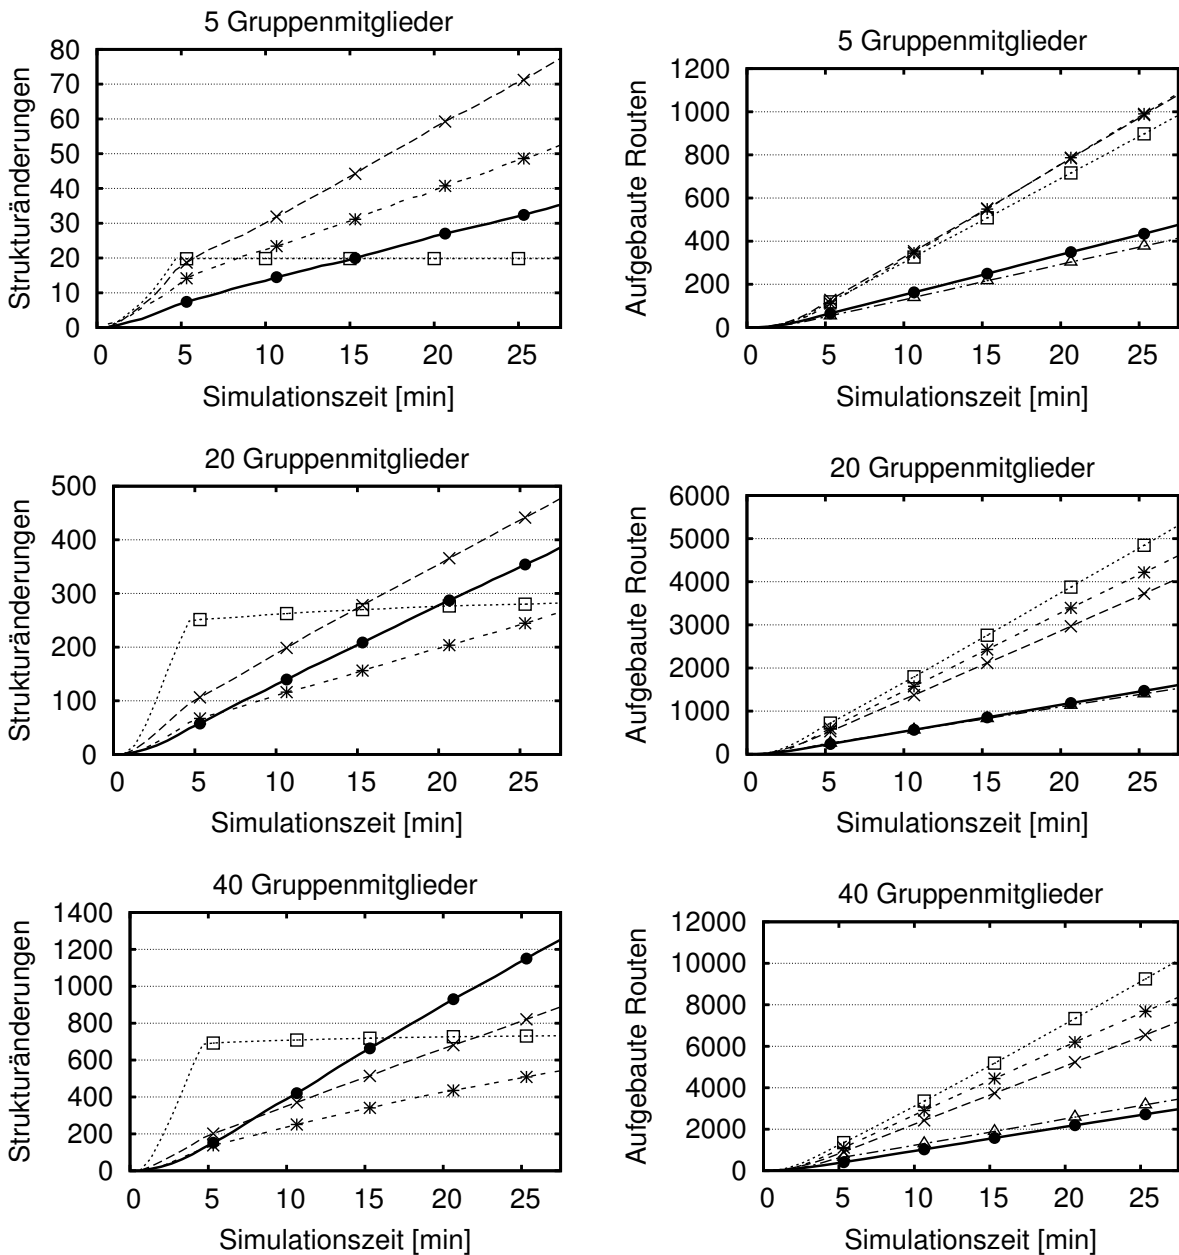 5 Gruppenmitglieder
Strukturänderungen
80
70
60
50
40
30
20
10
0
0 5 10 15 20 25
Simulationszeit [min]
5 Gruppenmitglieder
Aufgebaute Routen
1200
1000
800
600
400
200
0
0 5 10 15 20 25
Simulationszeit [min]
20 Gruppenmitglieder
Strukturänderungen
500
400
300
200
100
0
0 5 10 15 20 25
Simulationszeit [min]
20 Gruppenmitglieder
Aufgebaute Routen
6000
5000
4000
3000
2000
1000
0
0 5 10 15 20 25
Simulationszeit [min]
40 Gruppenmitglieder
Strukturänderungen
1400
1200
1000
800
600
400
200
0
0 5 10 15 20 25
Simulationszeit [min]
40 Gruppenmitglieder
Aufgebaute Routen
12000
10000
8000
6000
4000
2000
0
0 5 10 15 20 25
Simulationszeit [min]